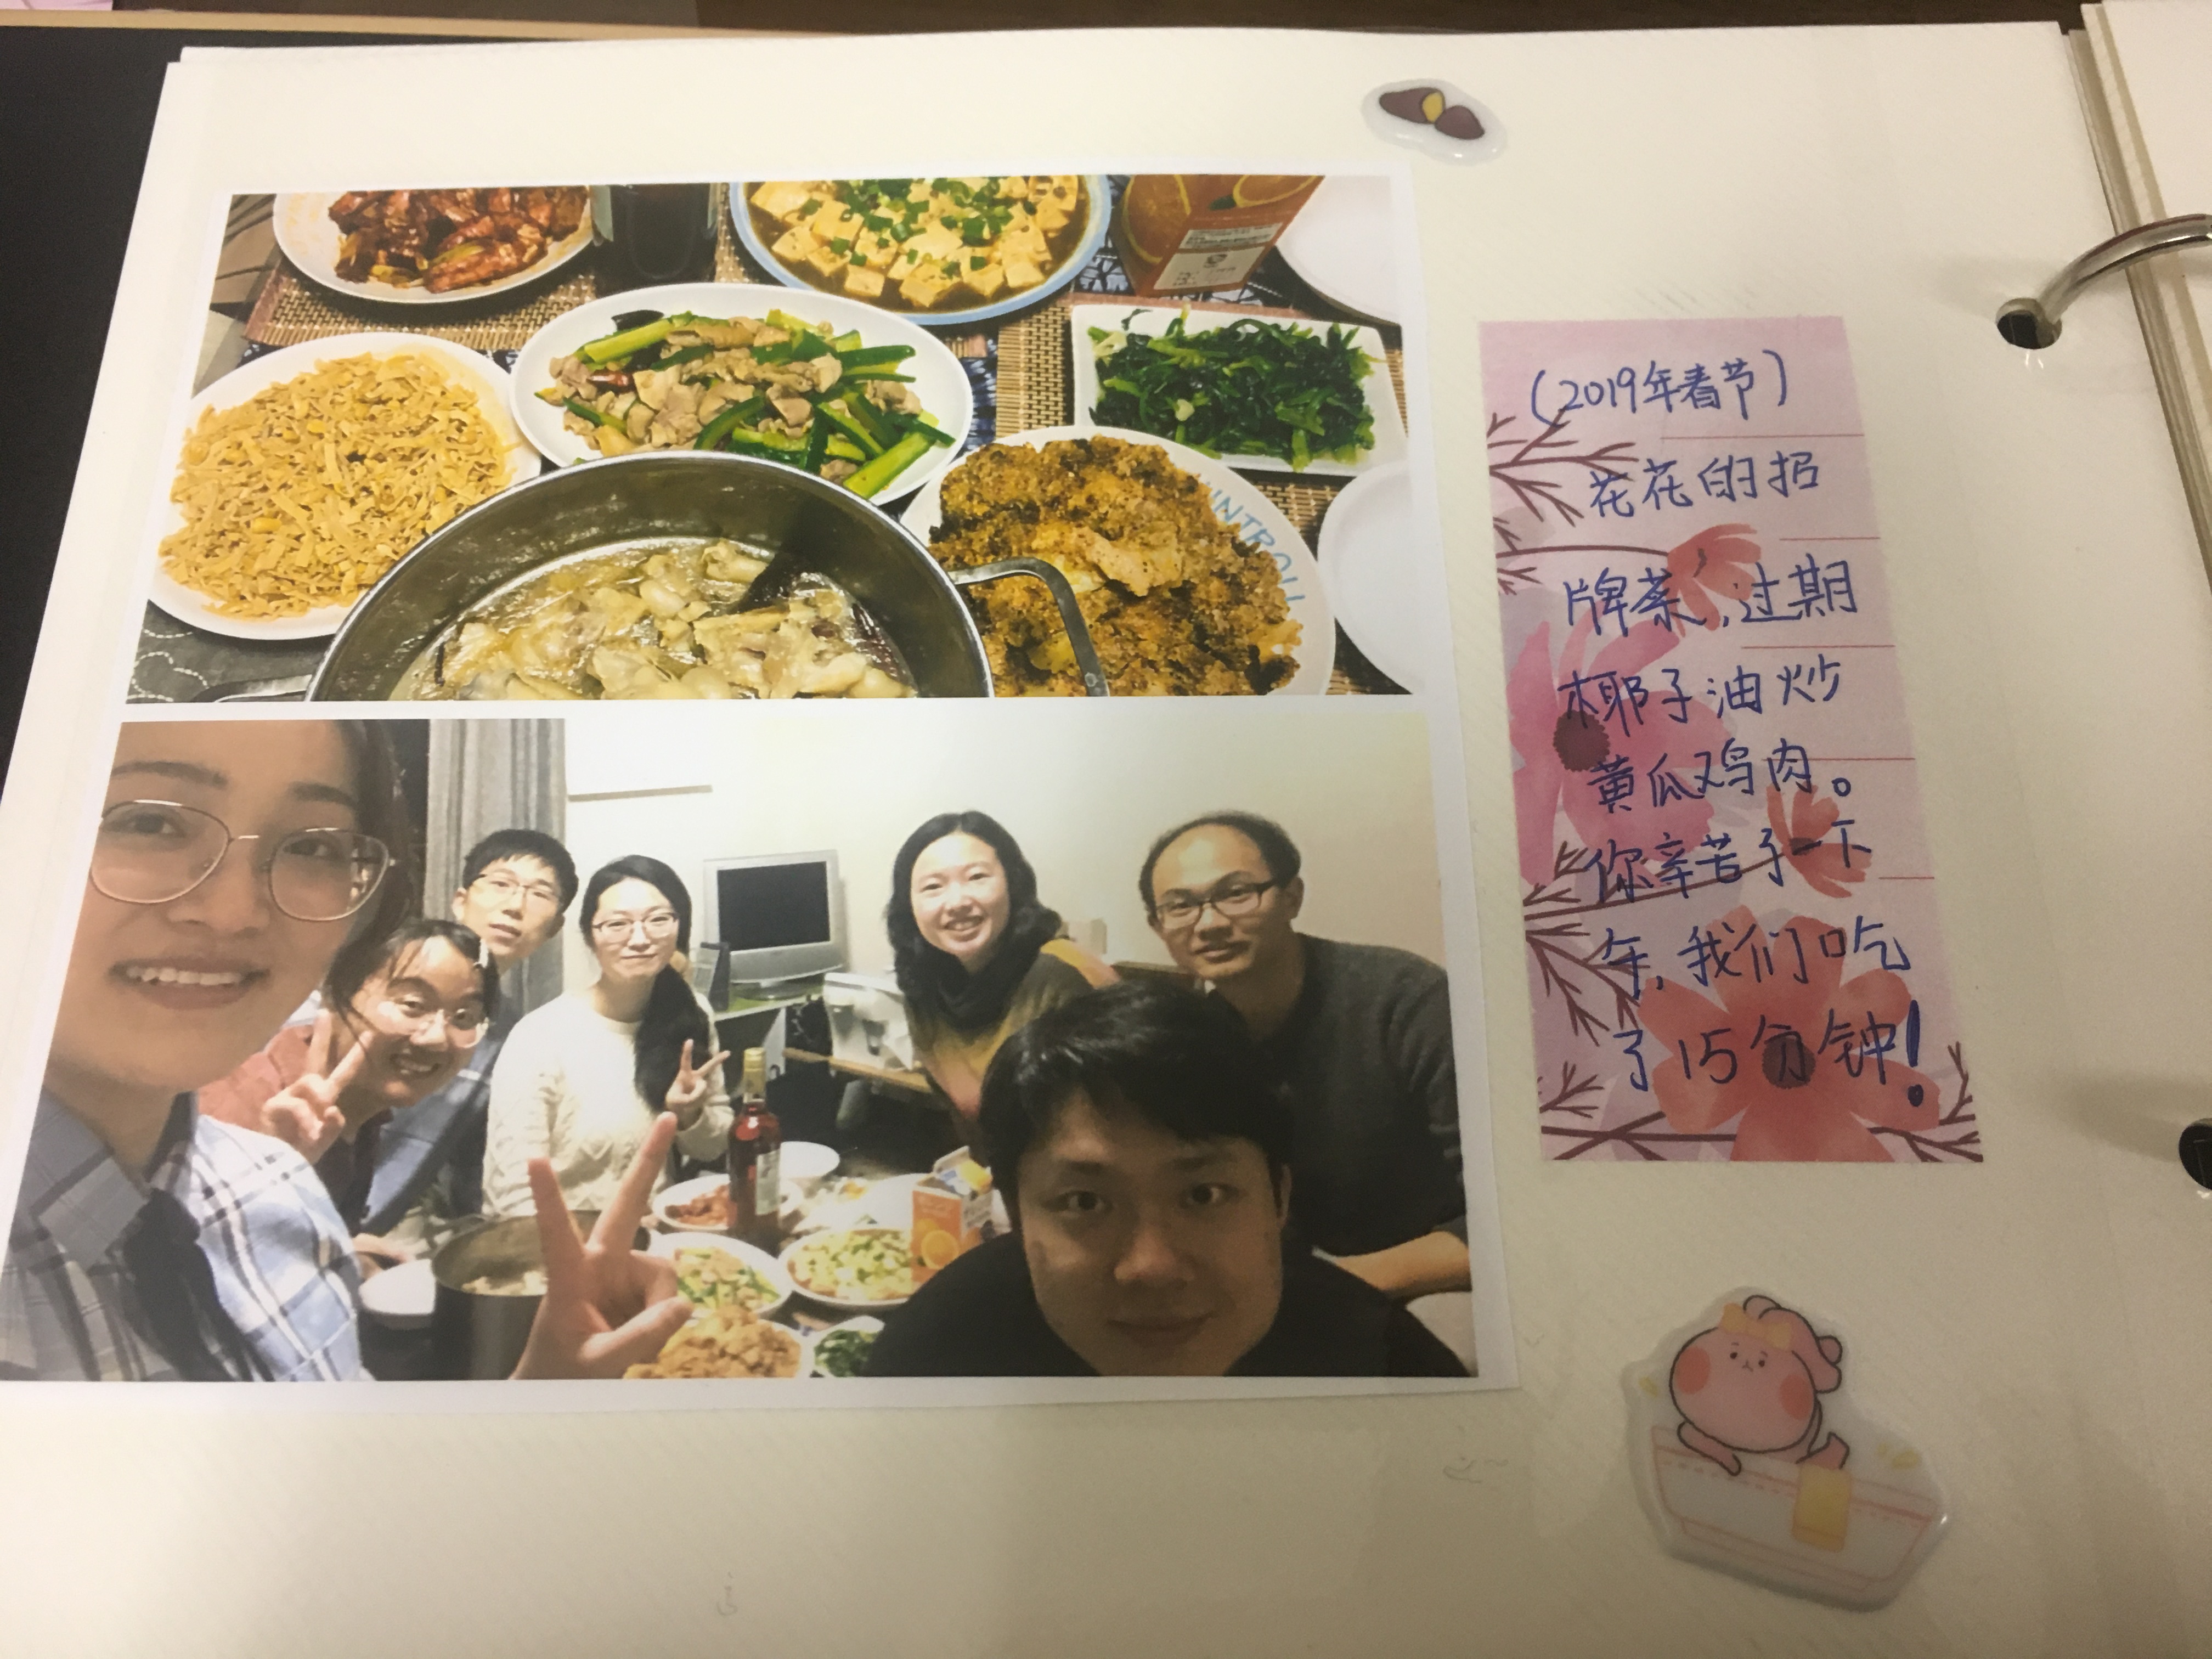 (2019年春节)
花花的招
牌菜,过期
椰子油炒
黄瓜鸡肉。
你辛苦了一下
午,我们吃
了15分钟!